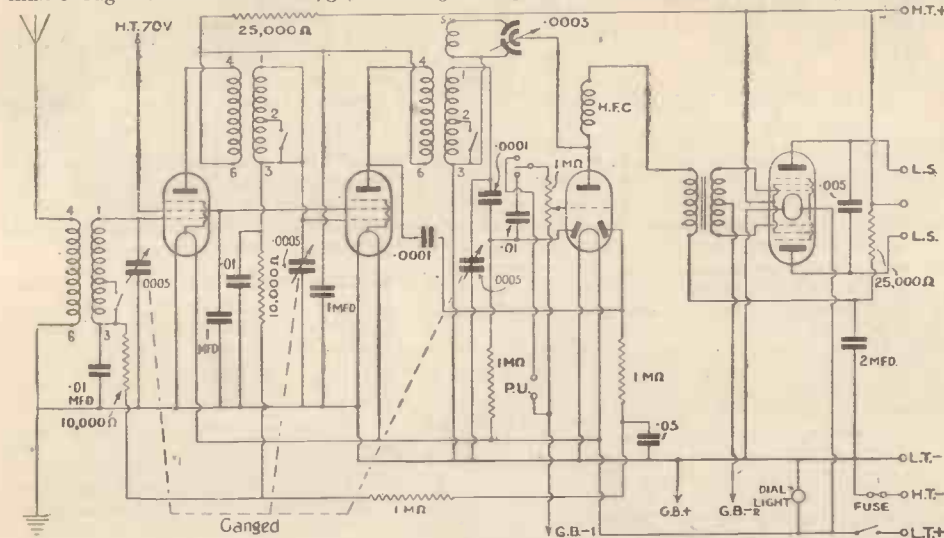 H.T. 70V
25,000 Ω
S
.0003
H.T.+
4
1
2
6
3
4
1
2
6
3
H.F.C
.0001
1 MΩ
.01
.005
L.S.
L.S.
25,000 Ω
4
1
6
3
.0005
.01
1 MFD
10,000 Ω
.0005
1 MFD
.0001
.0005
1 MΩ
P.U.
1 MΩ
.05
2 MFD.
.01 MFD
10,000 Ω
1 MΩ
Ganged
G.B.-1
G.B.+
G.B.-2
DIAL LIGHT
FUSE
L.T.-
H.T.-
L.T.+